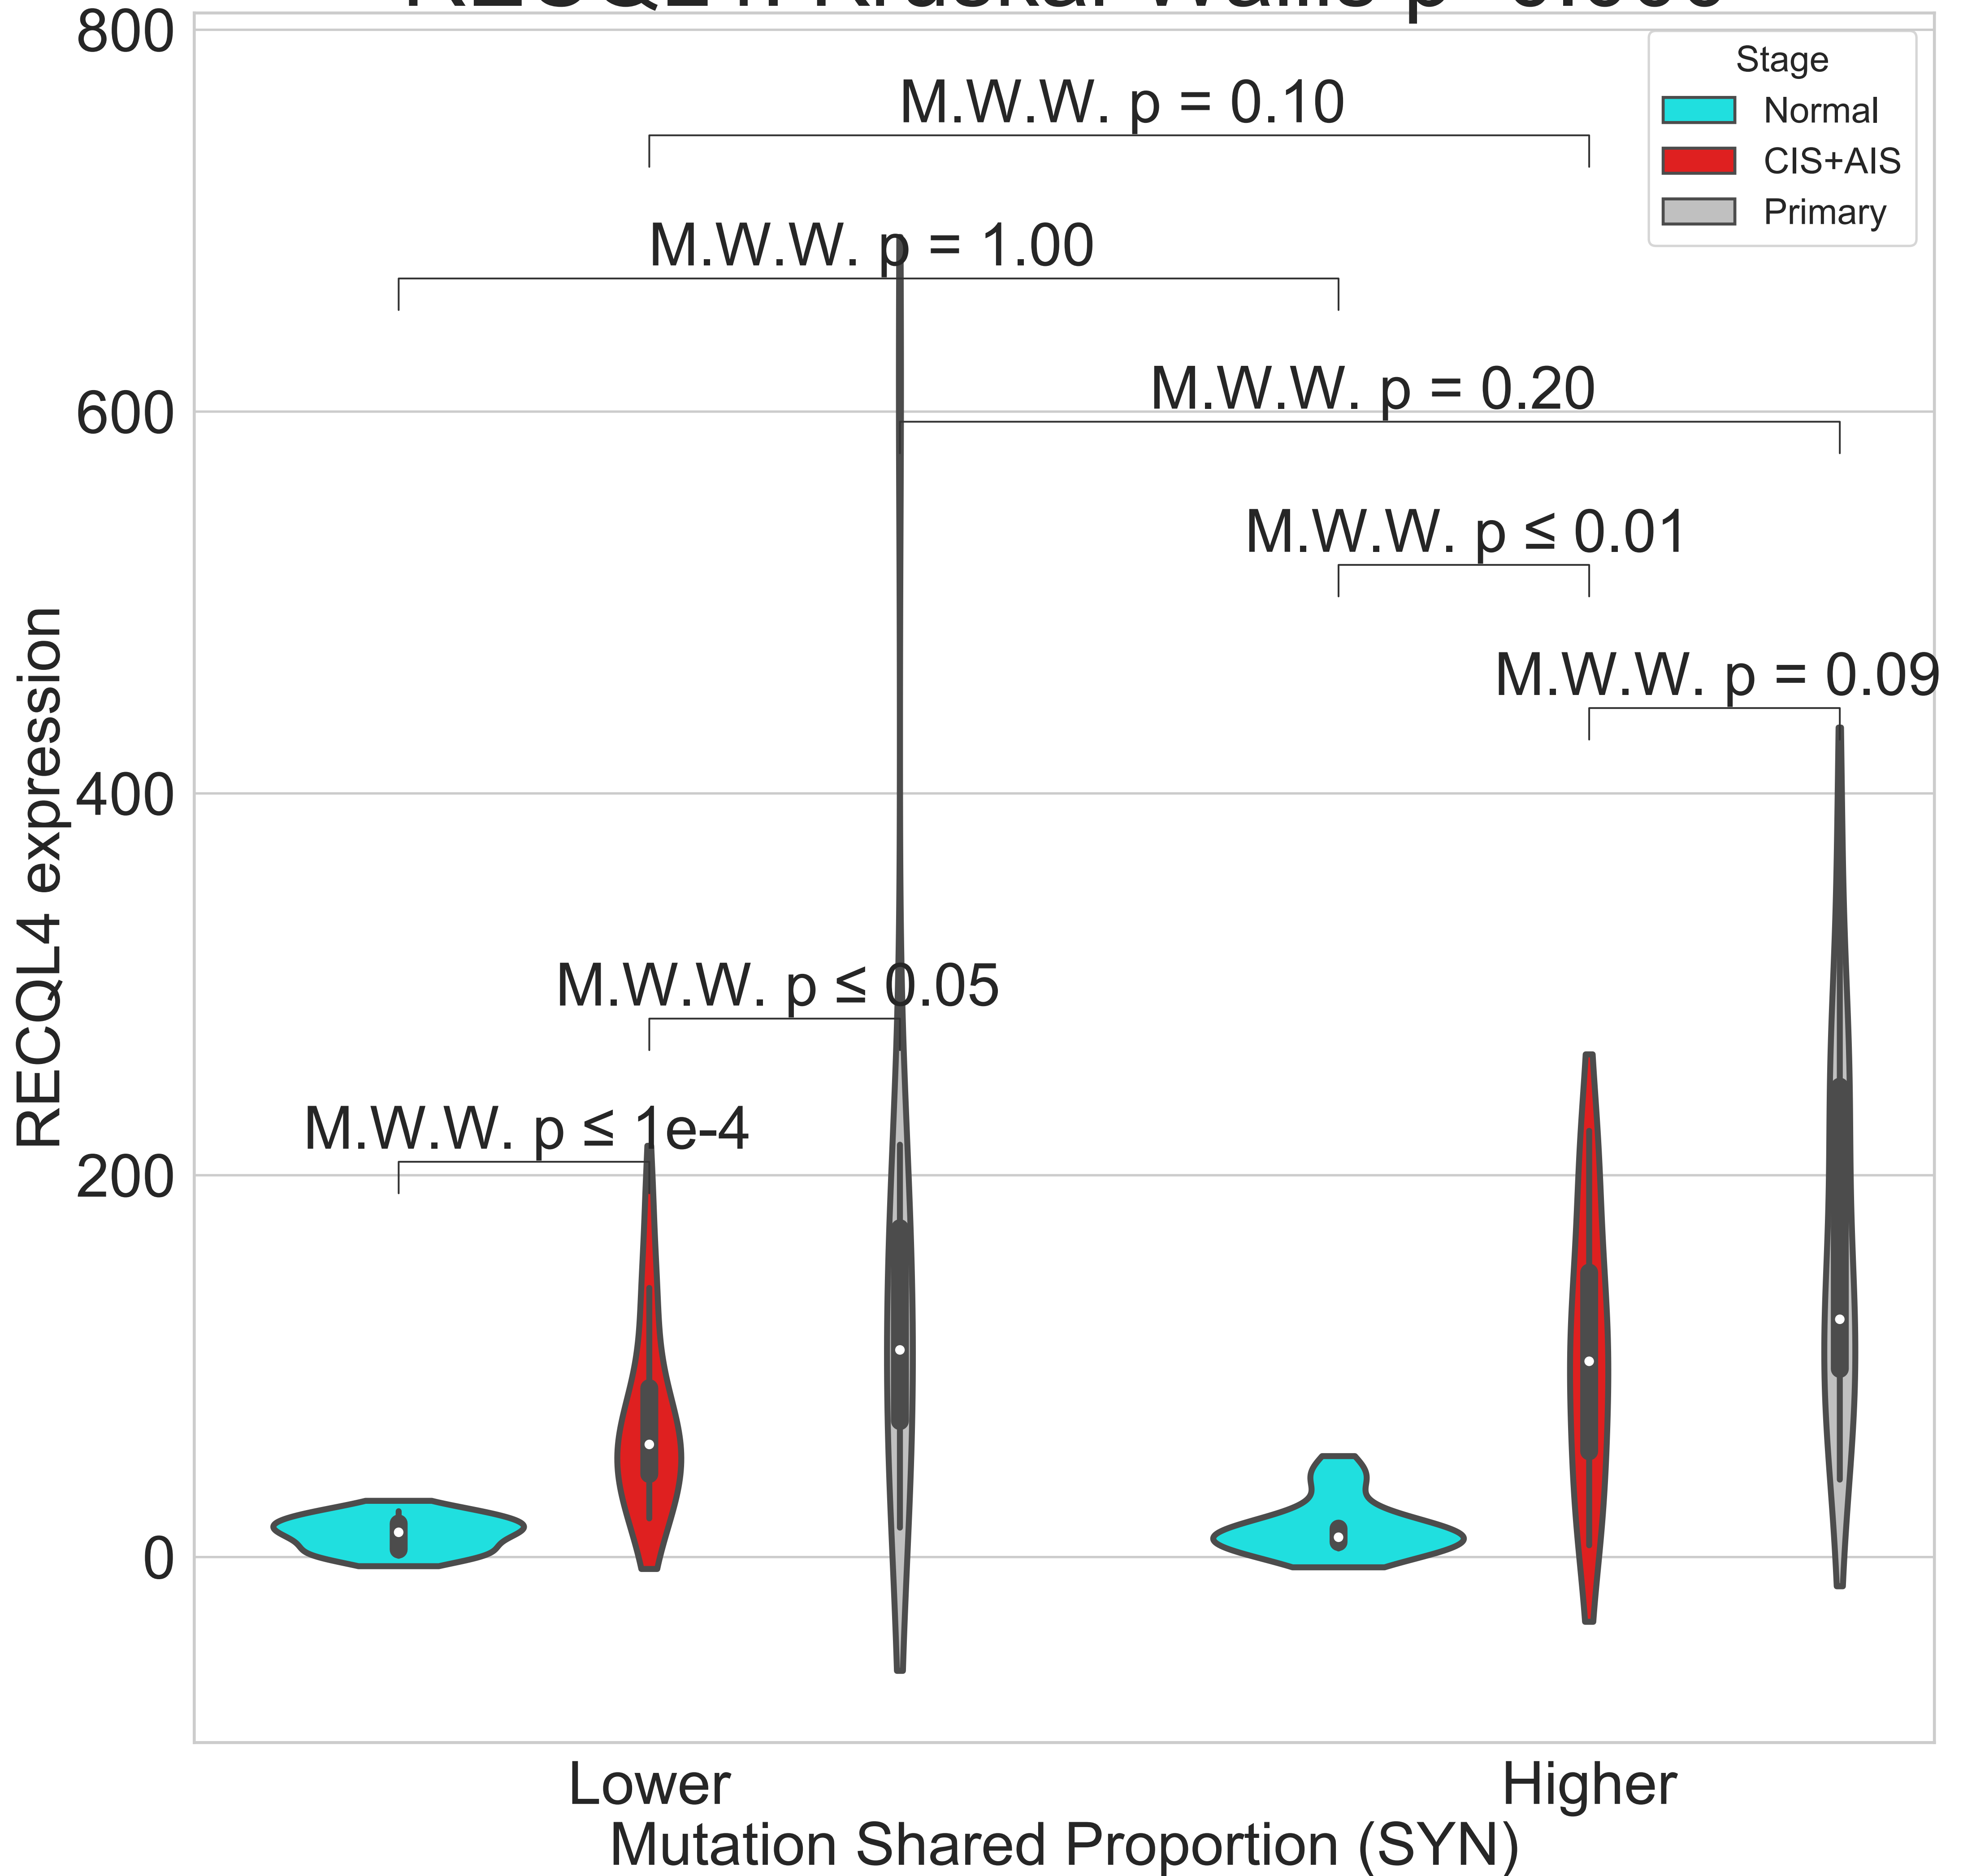 800
Stage
Normal
CIS+AIS
Primary
M.W.W. p = 0.10
M.W.W. p = 1.00
M.W.W. p = 0.20
600
M.W.W. p ≤ 0.01
M.W.W. p = 0.09
400
M.W.W. p ≤ 0.05
M.W.W. p ≤ 1e-4
200
0
RECQL4 expression
Lower
Higher
Mutation Shared Proportion (SYN)